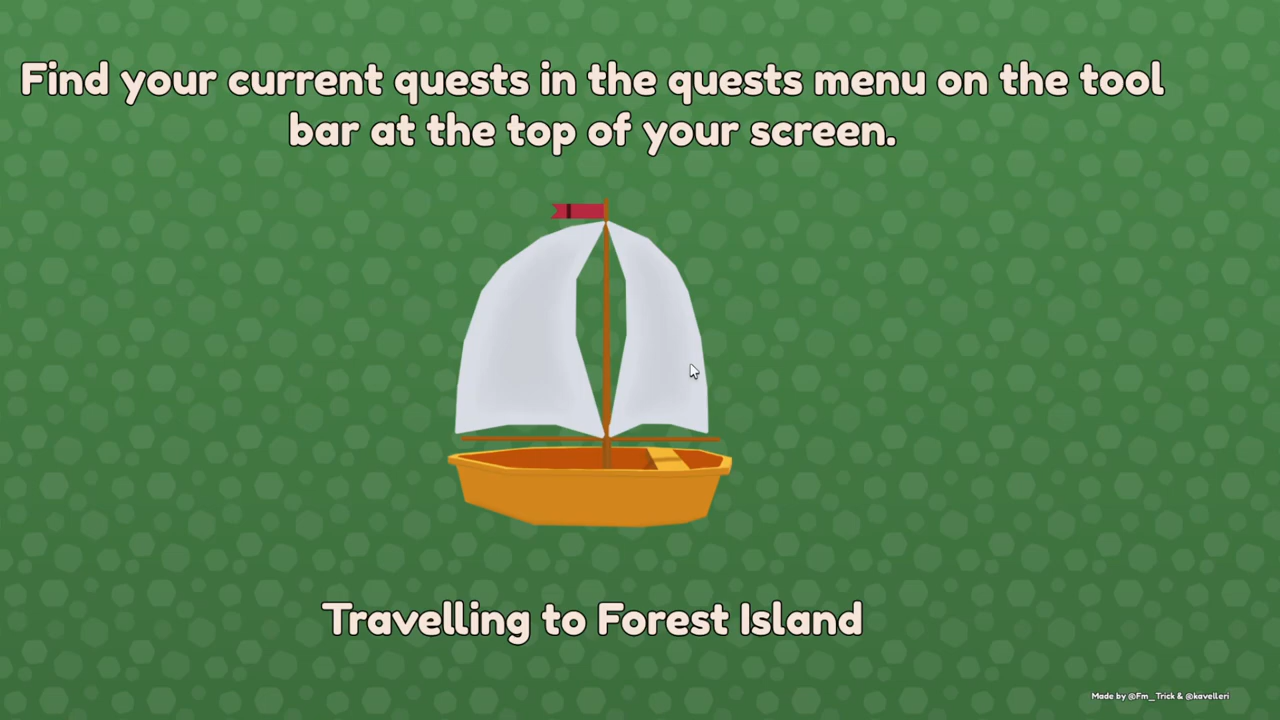 Find your current quests in the quests menu on the tool
bar at the top of your screen.
Travelling to Forest Island
Made by @Fm_Trick & @kavelleri